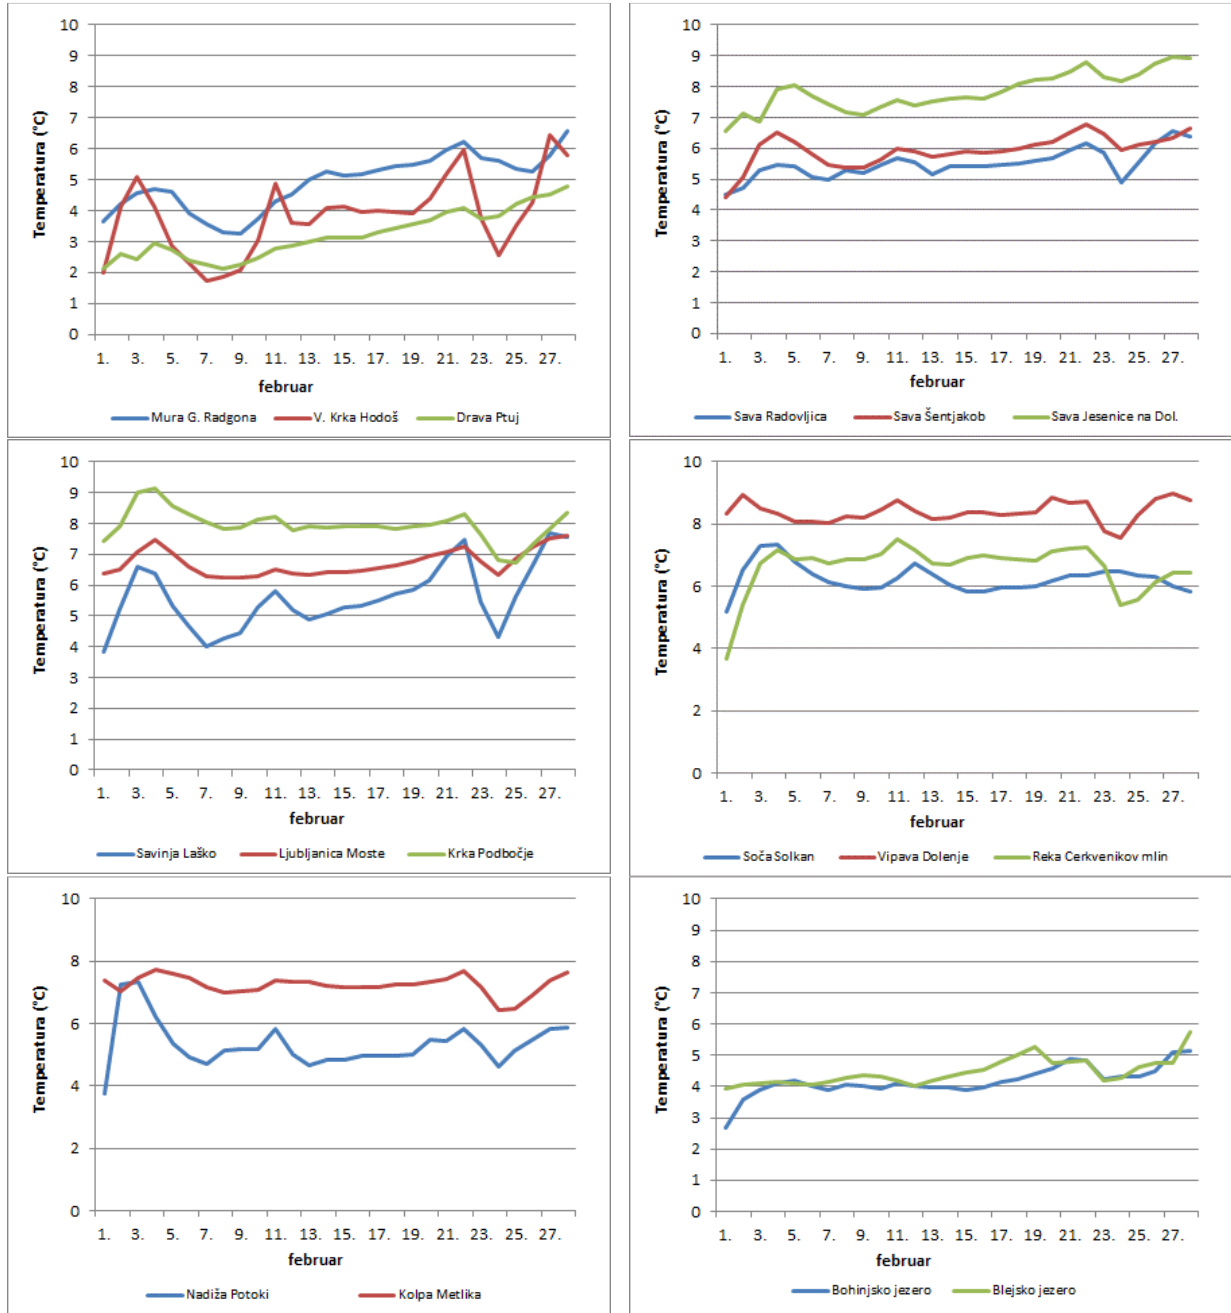 10
9
8
7
6
5
4
3
2
1
0
Temperatura (°C)
1. 3. 5. 7. 9. 11. 13. 15. 17. 19. 21. 23. 25. 27.
februar
Mura G. Radgona V. Krka Hodoš Drava Ptuj
10
9
8
7
6
5
4
3
2
1
0
Temperatura (°C)
1. 3. 5. 7. 9. 11. 13. 15. 17. 19. 21. 23. 25. 27.
februar
Sava Radovljica Sava Šentjakob Sava Jesenice na Dol.
10
9
8
7
6
5
4
3
2
1
0
Temperatura (°C)
1. 3. 5. 7. 9. 11. 13. 15. 17. 19. 21. 23. 25. 27.
februar
Savinja Laško Ljubljanica Moste Krka Podbočje
10
8
6
4
2
0
Temperatura (°C)
1. 3. 5. 7. 9. 11. 13. 15. 17. 19. 21. 23. 25. 27.
februar
Soča Solkan Vipava Dolenje Reka Cerkvenikov mlin
10
8
6
4
2
0
Temperatura (°C)
1. 3. 5. 7. 9. 11. 13. 15. 17. 19. 21. 23. 25. 27.
februar
Nadiža Potoki Kolpa Metlika
10
9
8
7
6
5
4
3
2
1
0
Temperatura (°C)
1. 3. 5. 7. 9. 11. 13. 15. 17. 19. 21. 23. 25. 27.
februar
Bohinjsko jezero Blejsko jezero